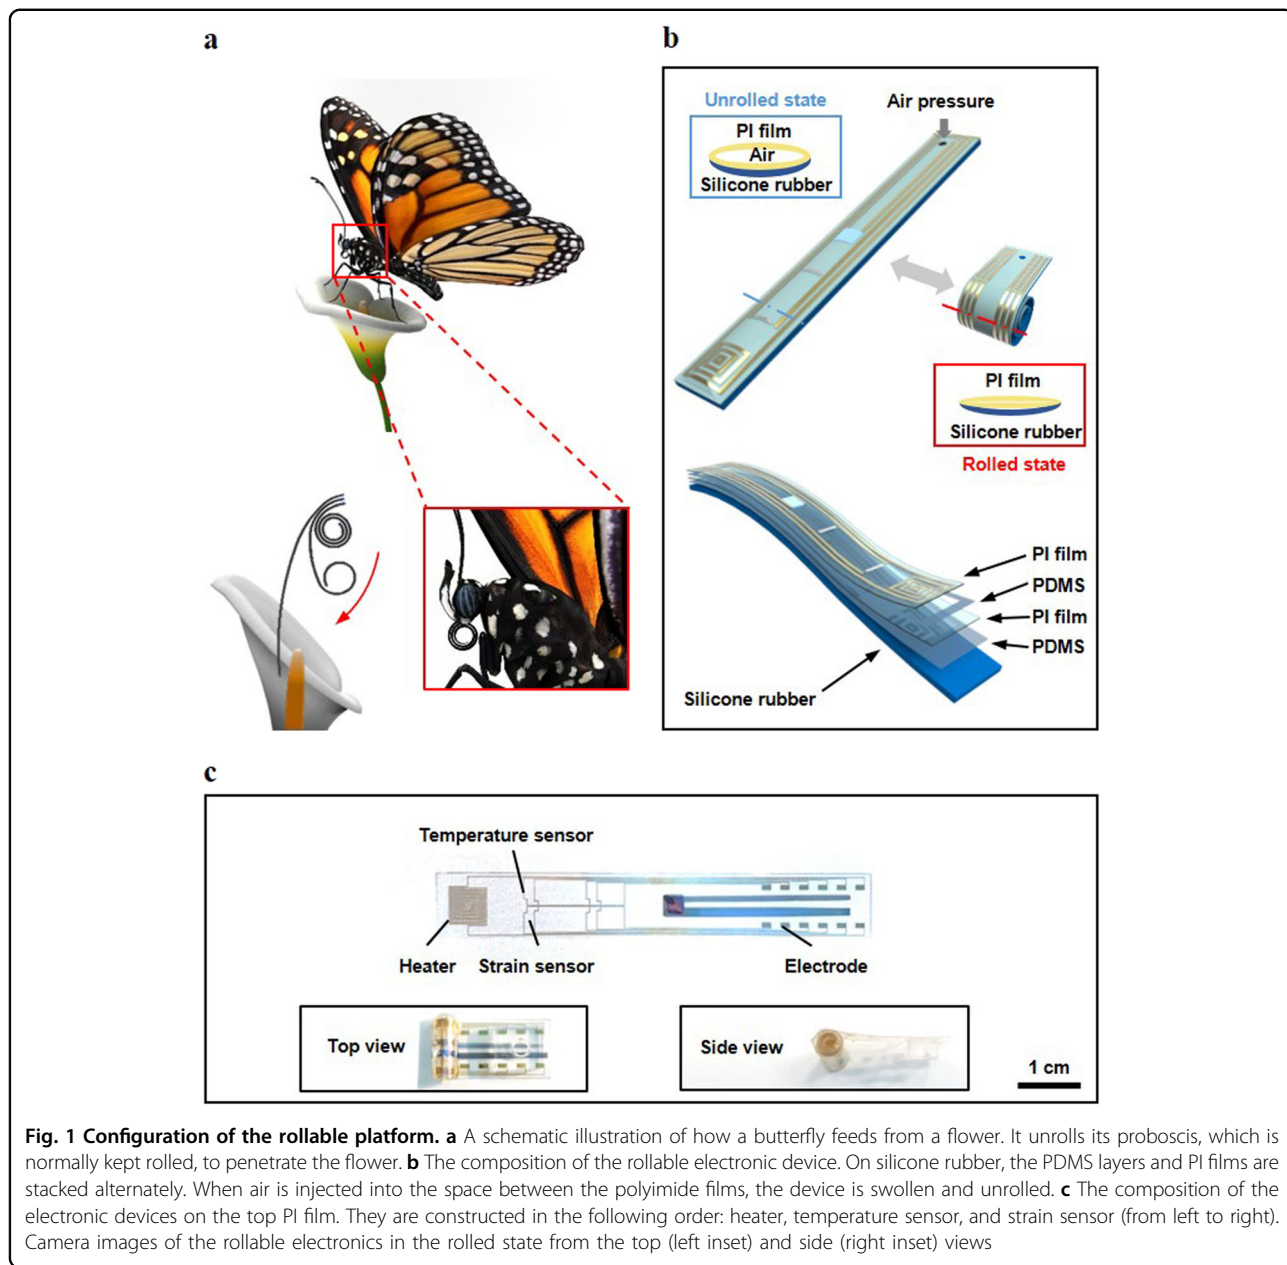 a
b
Unrolled state
PI film
Air
Silicone rubber
Air pressure
PI film
Silicone rubber
Rolled state
PI film
PDMS
PI film
PDMS
Silicone rubber
c
Temperature sensor
Heater
Strain sensor
Electrode
Top view
Side view
1 cm
Fig. 1 Configuration of the rollable platform. a A schematic illustration of how a butterfly feeds from a flower. It unrolls its proboscis, which is
normally kept rolled, to penetrate the flower. b The composition of the rollable electronic device. On silicone rubber, the PDMS layers and PI films are
stacked alternately. When air is injected into the space between the polyimide films, the device is swollen and unrolled. c The composition of the
electronic devices on the top PI film. They are constructed in the following order: heater, temperature sensor, and strain sensor (from left to right).
Camera images of the rollable electronics in the rolled state from the top (left inset) and side (right inset) views